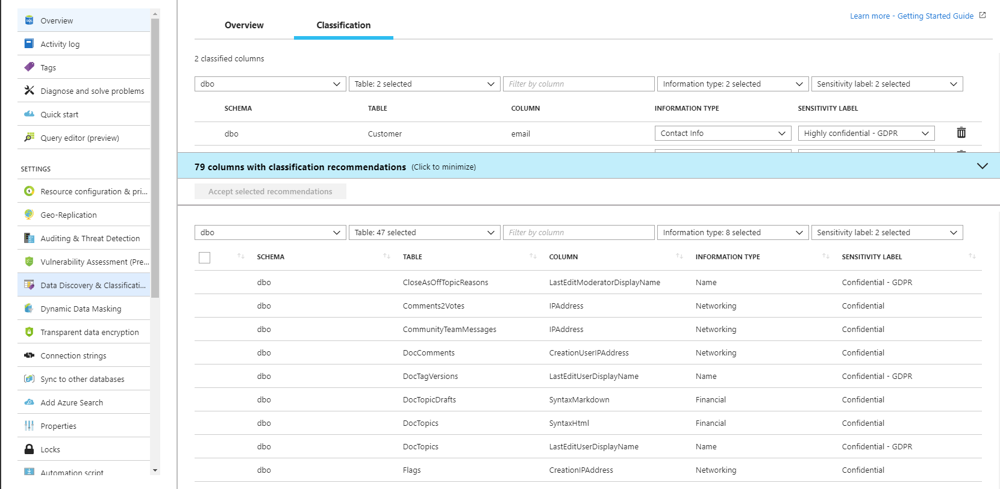 Overview
Activity log
Tags
Diagnose and solve problems
Quick start
Query editor (preview)
SETTINGS
Resource configuration & pri...
Geo-Replication
Auditing & Threat Detection
Vulnerability Assessment (Pre...
Data Discovery & Classificati...
Dynamic Data Masking
Transparent data encryption
Connection strings
Sync to other databases
Add Azure Search
Properties
Locks
Automation script
Learn more - Getting Started Guide
Overview Classification
2 classified columns
dbo Table: 2 selected Filter by column Information type: 2 selected Sensitivity label: 2 selected
SCHEMA TABLE COLUMN INFORMATION TYPE SENSITIVITY LABEL
dbo Customer email Contact Info Highly confidential - GDPR
79 columns with classification recommendations (Click to minimize)
Accept selected recommendations
dbo Table: 47 selected Filter by column Information type: 8 selected Sensitivity label: 2 selected
SCHEMA TABLE COLUMN INFORMATION TYPE SENSITIVITY LABEL
dbo CloseAsOffTopicReasons LastEditModeratorDisplayName Name Confidential - GDPR
dbo Comments2Votes IPAddress Networking Confidential
dbo CommunityTeamMessages IPAddress Networking Confidential
dbo DocComments CreationUserIPAddress Networking Confidential
dbo DocTagVersions LastEditUserDisplayName Name Confidential - GDPR
dbo DocTopicDrafts SyntaxMarkdown Financial Confidential
dbo DocTopics SyntaxHtml Financial Confidential
dbo DocTopics LastEditUserDisplayName Name Confidential - GDPR
dbo Flags CreationIPAddress Networking Confidential